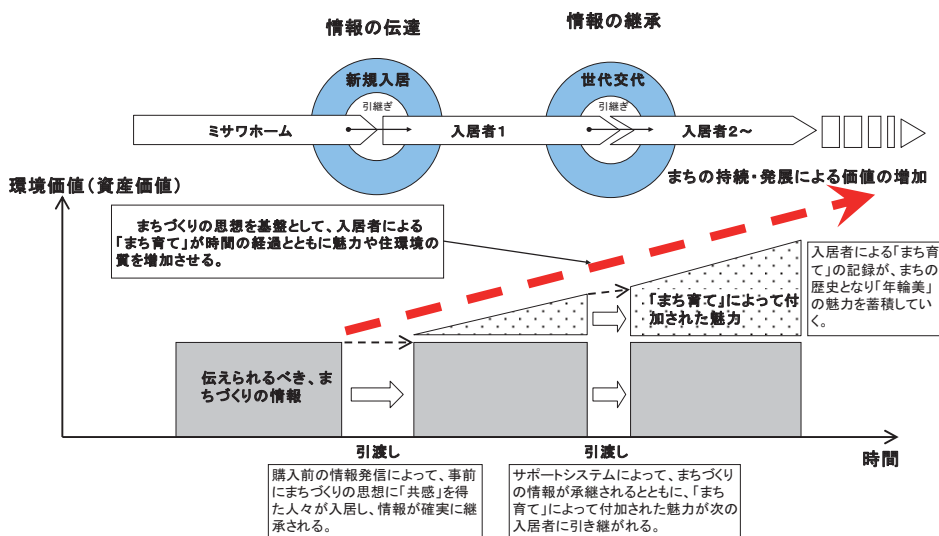 情報の伝達
情報の継承
新規入居
世代交代
引継ぎ
引継ぎ
ミサワホーム
入居者1
入居者2～
環境価値（資産価値）
まちの持続・発展による価値の増加
まちづくりの思想を基盤として、入居者による
「まち育て」が時間の経過とともに魅力や住環境の
質を増加させる。
入居者による「まち育
て」の記録が、まちの
歴史となり「年輪美」
の魅力を蓄積してい
く。
「まち育て」によって付
加された魅力
伝えられるべき、ま
ちづくりの情報
引渡し
引渡し
時間
購入前の情報発信によって、事前
にまちづくりの思想に「共感」を得
た人々が入居し、情報が確実に継
承される。
サポートシステムによって、まちづくり
の情報が承継されるとともに、「まち
育て」によって付加された魅力が次の
入居者に引き継がれる。